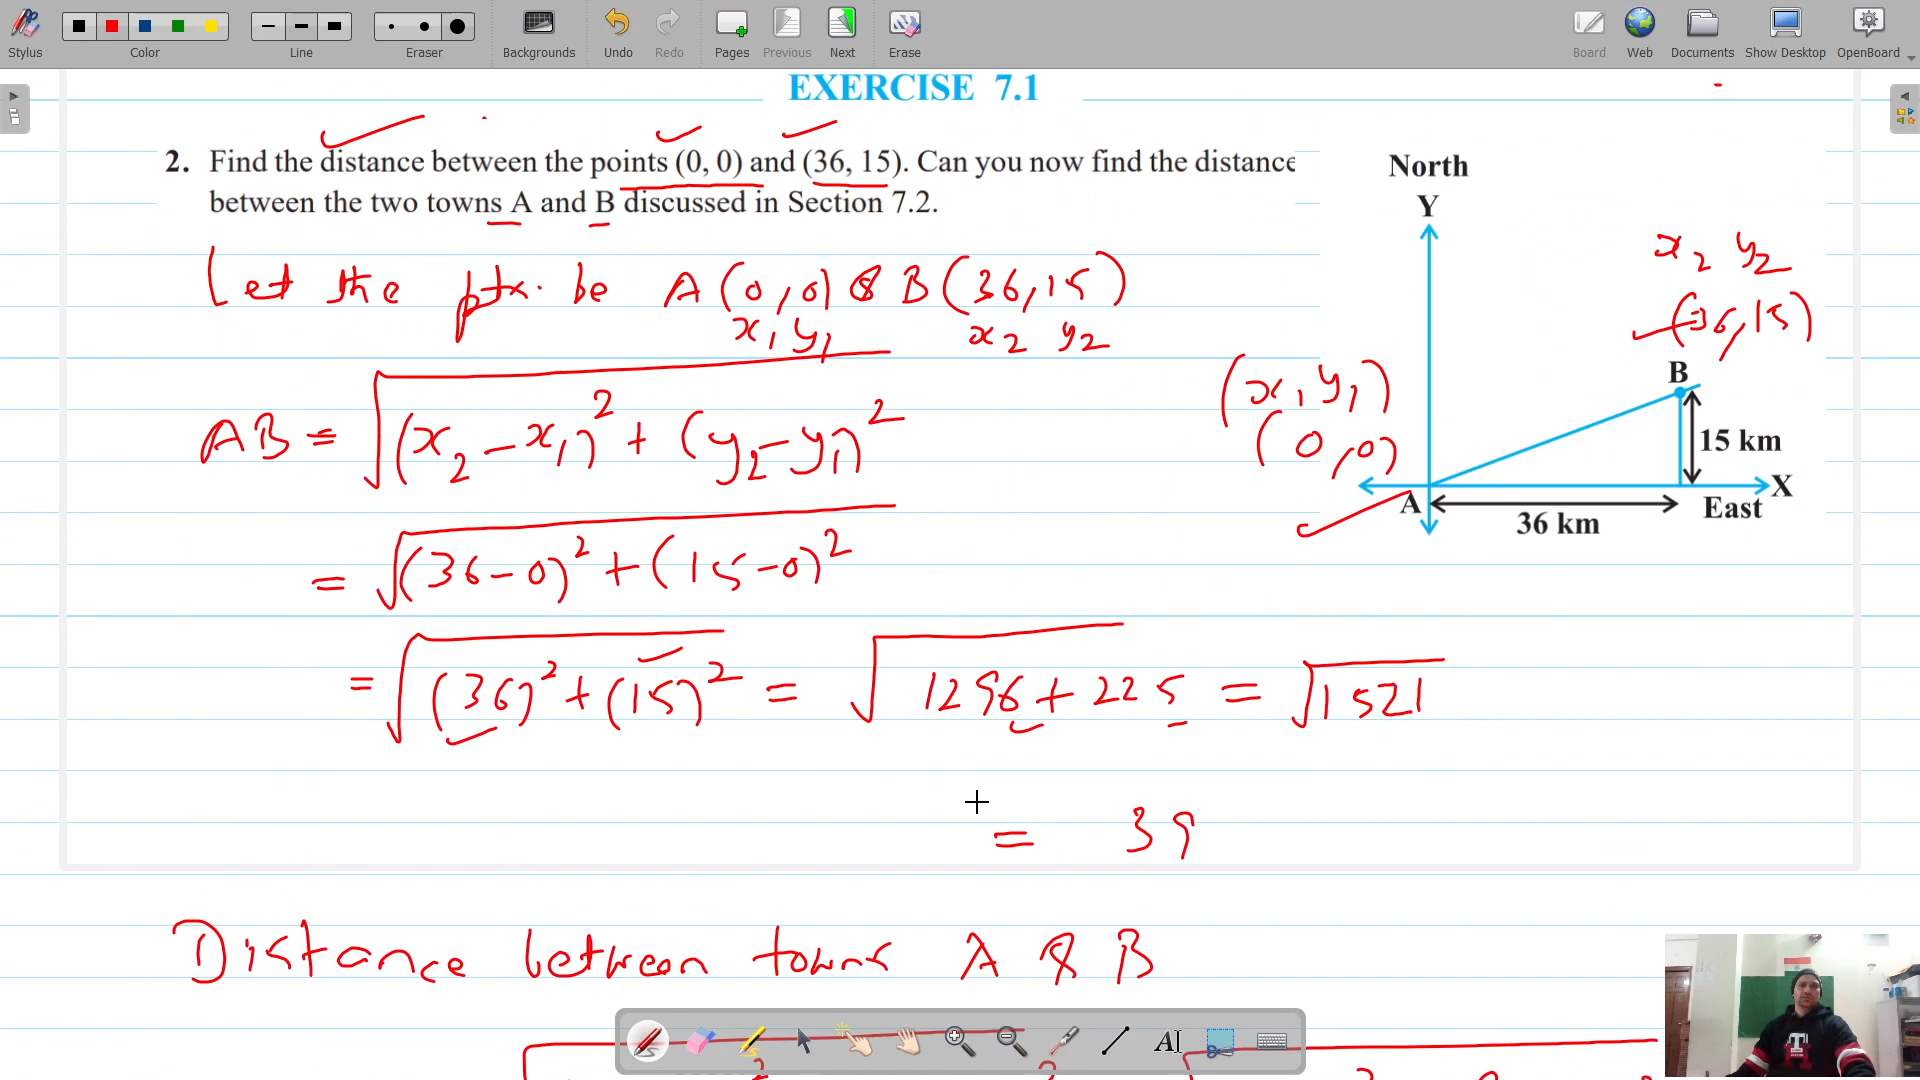 Stylus Color Line Eraser Backgrounds Undo Redo Pages Previous Next Erase Board Web Documents Show Desktop OpenBoard
EXERCISE 7.1
2. Find the distance between the points (0, 0) and (36, 15). Can you now find the distance
between the two towns A and B discussed in Section 7.2.
Let the pts. be A(0,0) & B(36,15)
x₁ y₁ x₂ y₂
AB = √(x₂-x₁)² + (y₂-y₁)²
= √(36-0)² + (15-0)²
= √(36)² + (15)² = √1296+225 = √1521
= 39
North
Y
x₂ y₂
(36,15)
B
(x₁ y₁)
(0,0)
15 km
X
A
36 km
East
Distance between towns A & B